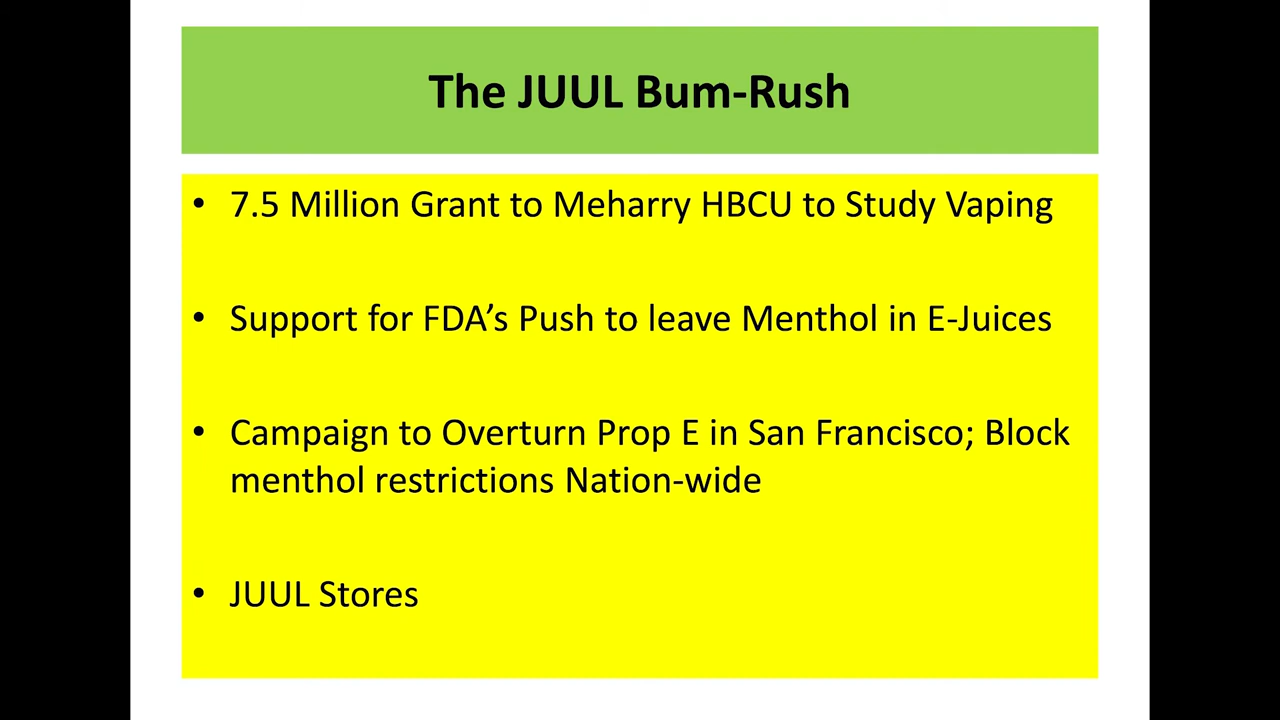 The JUUL Bum-Rush
• 7.5 Million Grant to Meharry HBCU to Study Vaping
• Support for FDA’s Push to leave Menthol in E-Juices
• Campaign to Overturn Prop E in San Francisco; Block
menthol restrictions Nation-wide
• JUUL Stores